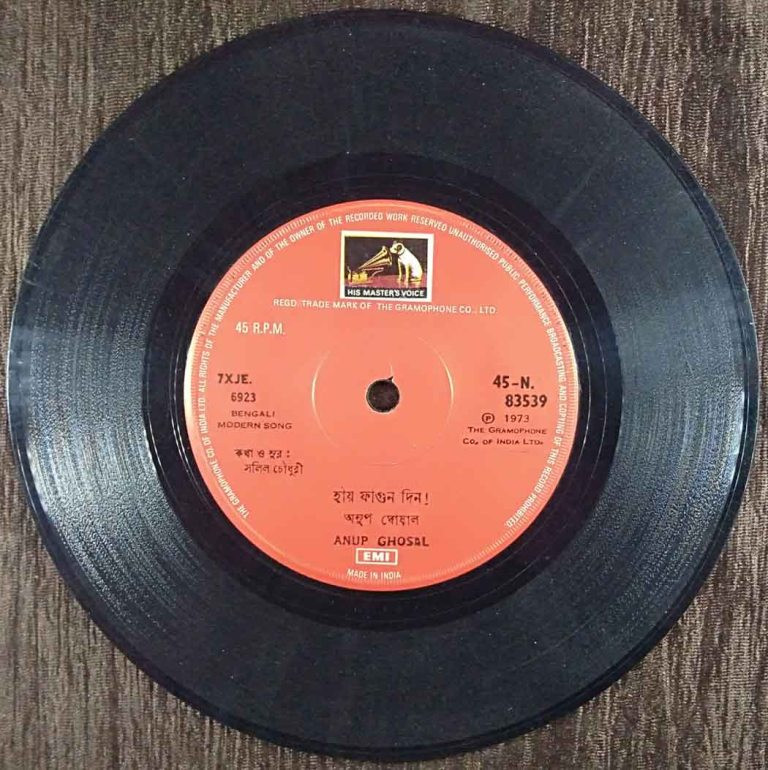 THE GRAMOPHONE CO. OF INDIA LTD. ALL RIGHTS OF THE MANUFACTURER AND OF THE OWNER OF THE RECORDED WORK RESERVED UNAUTHORISED PUBLIC PERFORMANCE BROADCASTING AND COPYING OF THIS RECORD PROHIBITED
HIS MASTER'S VOICE
REGD. TRADE MARK OF THE GRAMOPHONE CO., LTD.
45 R.P.M.
7XJE.
6923
BENGALI
MODERN SONG
45-N.
83539
Ⓟ 1973
THE GRAMOPHONE
CO. OF INDIA LTD.
কথা ও সুর :
সলিল চৌধুরী
হায় ফাগুন দিন!
অনুপ ঘোষাল
ANUP GHOSAL
EMI
MADE IN INDIA